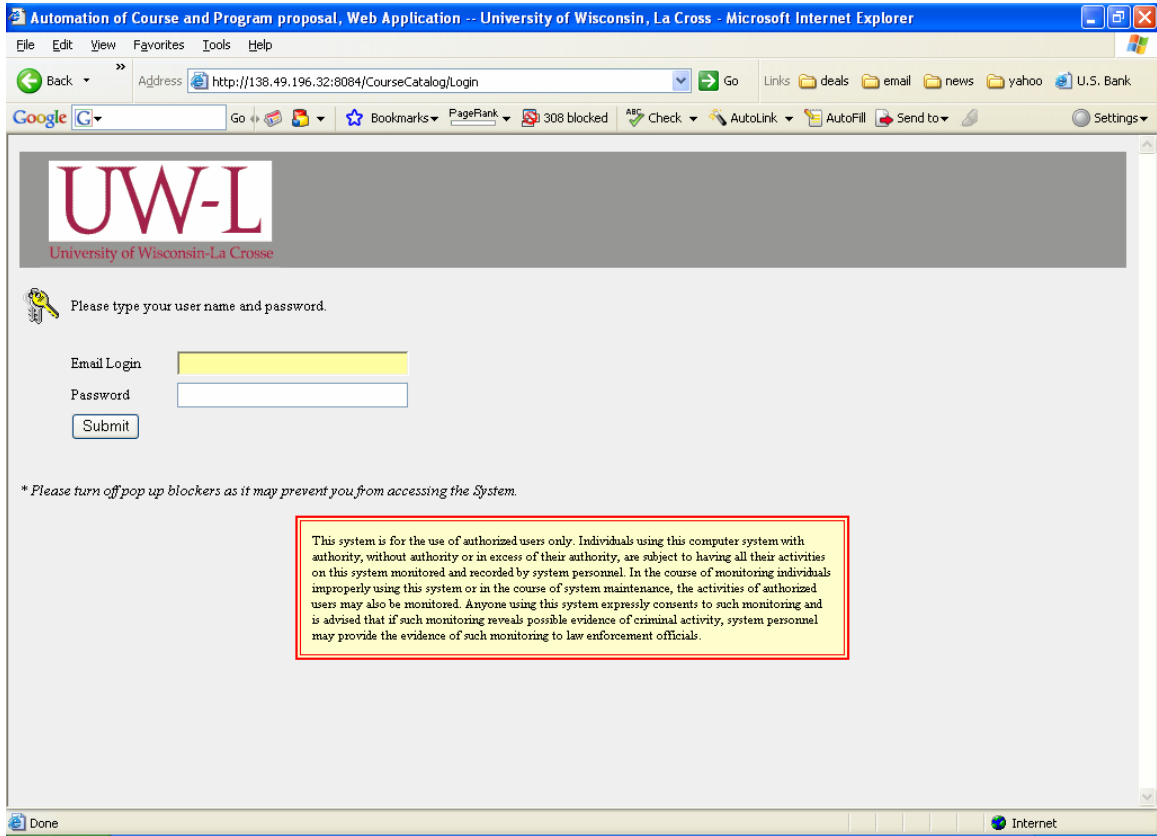 Automation of Course and Program proposal, Web Application -- University of Wisconsin, La Cross - Microsoft Internet Explorer
File Edit View Favorites Tools Help
Back » Address http://138.49.196.32:8084/CourseCatalog/Login Go Links deals email news yahoo U.S. Bank
Google G Go Bookmarks PageRank 308 blocked ABC Check AutoLink AutoFill Send to Settings
UW-L
University of Wisconsin-La Crosse
Please type your user name and password.
Email Login
Password
Submit
* Please turn off pop up blockers as it may prevent you from accessing the System.
This system is for the use of authorized users only. Individuals using this computer system with
authority, without authority or in excess of their authority, are subject to having all their activities
on this system monitored and recorded by system personnel. In the course of monitoring individuals
improperly using this system or in the course of system maintenance, the activities of authorized
users may also be monitored. Anyone using this system expressly consents to such monitoring and
is advised that if such monitoring reveals possible evidence of criminal activity, system personnel
may provide the evidence of such monitoring to law enforcement officials.
Done Internet